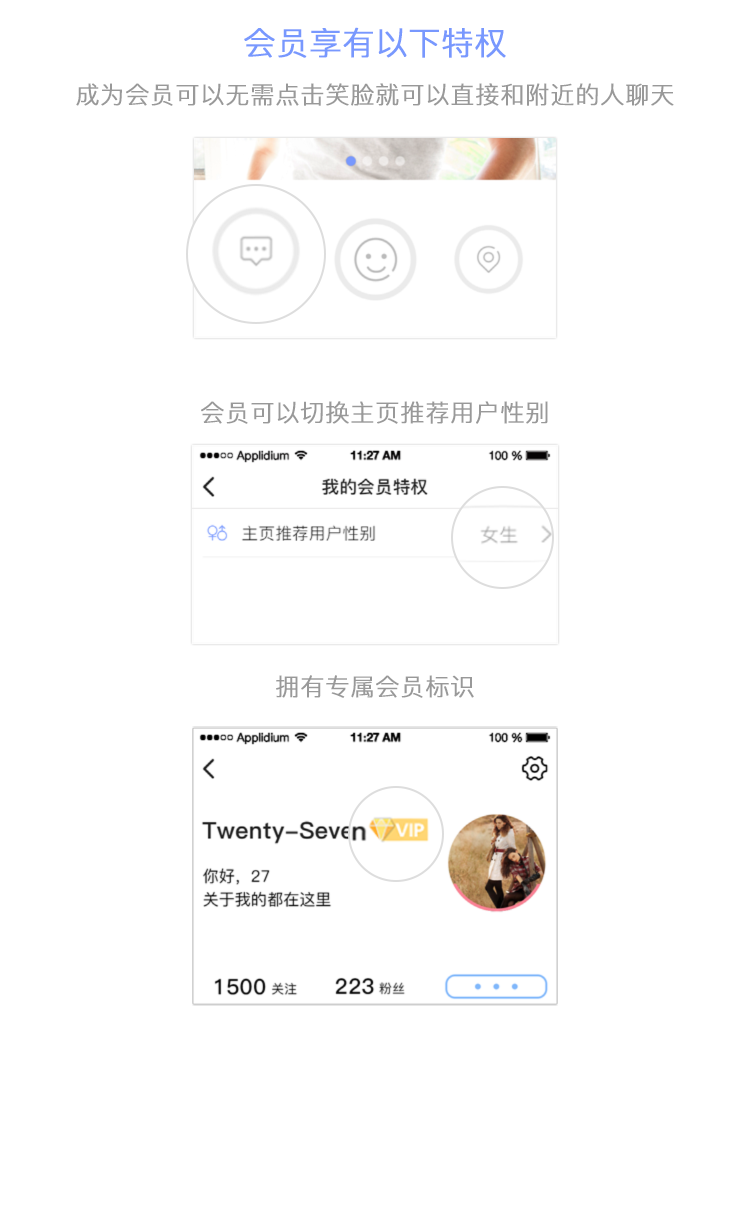 会员享有以下特权
成为会员可以无需点击笑脸就可以直接和附近的人聊天
会员可以切换主页推荐用户性别
Applidium 11:27 AM 100 %
我的会员特权
主页推荐用户性别 女生
拥有专属会员标识
Applidium 11:27 AM 100 %
Twenty-Seven VIP
你好，27
关于我的都在这里
1500 关注 223 粉丝